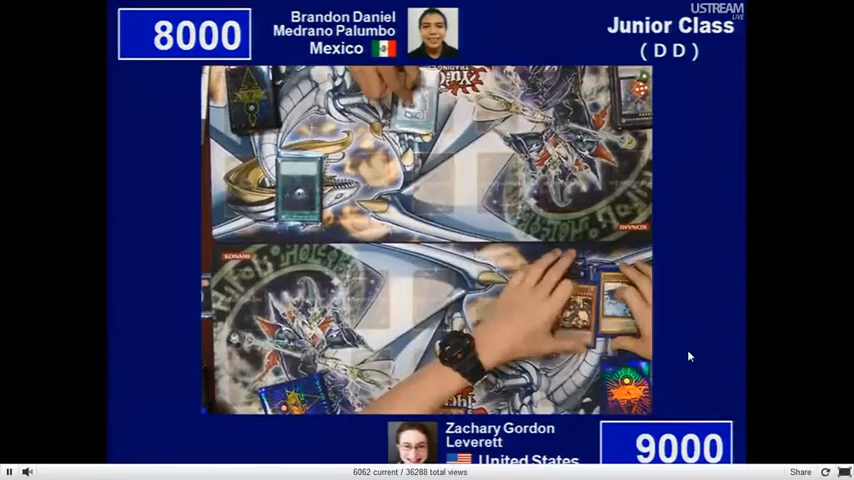 8000
Brandon Daniel
Medrano Palumbo
Mexico
Junior Class
( D D )
USTREAM
LIVE
KONAMI
KONAMI
Zachary Gordon
Leverett
United States
9000
6062 current / 36288 total views
Share